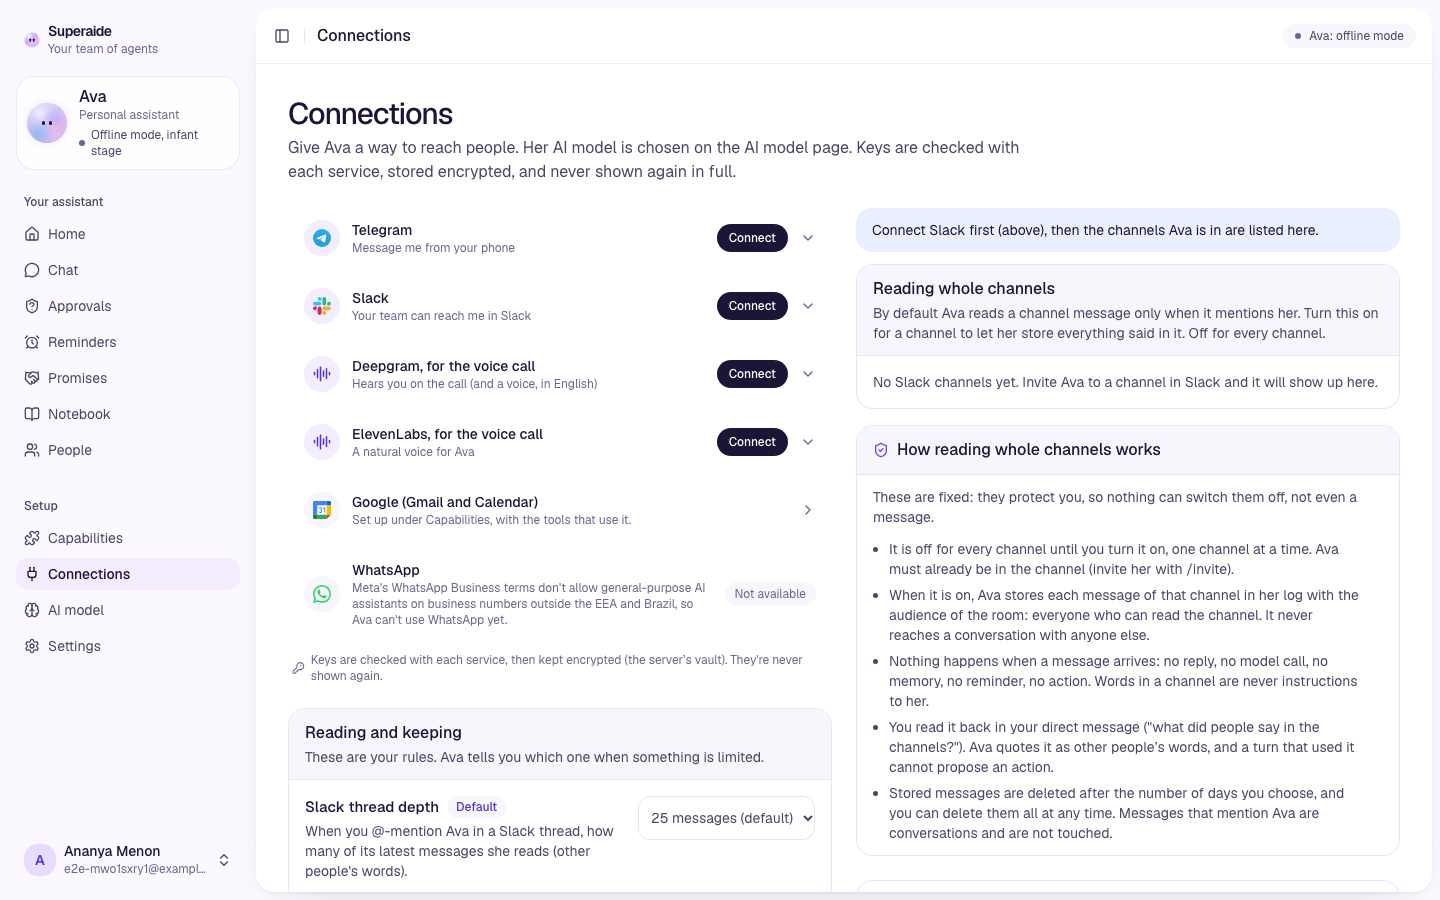 Superaide
Your team of agents
Ava
Personal assistant
Offline mode, infant
stage
Your assistant
Home
Chat
Approvals
Reminders
Promises
Notebook
People
Setup
Capabilities
Connections
AI model
Settings
A
Ananya Menon
e2e-mwo1sxry1@exampl...
Connections
Ava: offline mode
Connections
Give Ava a way to reach people. Her AI model is chosen on the AI model page. Keys are checked with
each service, stored encrypted, and never shown again in full.
Telegram
Message me from your phone
Connect
Slack
Your team can reach me in Slack
Connect
Deepgram, for the voice call
Hears you on the call (and a voice, in English)
Connect
ElevenLabs, for the voice call
A natural voice for Ava
Connect
31
Google (Gmail and Calendar)
Set up under Capabilities, with the tools that use it.
WhatsApp
Meta's WhatsApp Business terms don't allow general-purpose AI
assistants on business numbers outside the EEA and Brazil, so
Ava can't use WhatsApp yet.
Not available
Keys are checked with each service, then kept encrypted (the server's vault). They're never
shown again.
Reading and keeping
These are your rules. Ava tells you which one when something is limited.
Slack thread depth
Default
When you @-mention Ava in a Slack thread, how
many of its latest messages she reads (other
people's words).
25 messages (default)
Connect Slack first (above), then the channels Ava is in are listed here.
Reading whole channels
By default Ava reads a channel message only when it mentions her. Turn this on
for a channel to let her store everything said in it. Off for every channel.
No Slack channels yet. Invite Ava to a channel in Slack and it will show up here.
How reading whole channels works
These are fixed: they protect you, so nothing can switch them off, not even a
message.
• It is off for every channel until you turn it on, one channel at a time. Ava
must already be in the channel (invite her with /invite).
• When it is on, Ava stores each message of that channel in her log with the
audience of the room: everyone who can read the channel. It never
reaches a conversation with anyone else.
• Nothing happens when a message arrives: no reply, no model call, no
memory, no reminder, no action. Words in a channel are never instructions
to her.
• You read it back in your direct message ("what did people say in the
channels?"). Ava quotes it as other people's words, and a turn that used it
cannot propose an action.
• Stored messages are deleted after the number of days you choose, and
you can delete them all at any time. Messages that mention Ava are
conversations and are not touched.